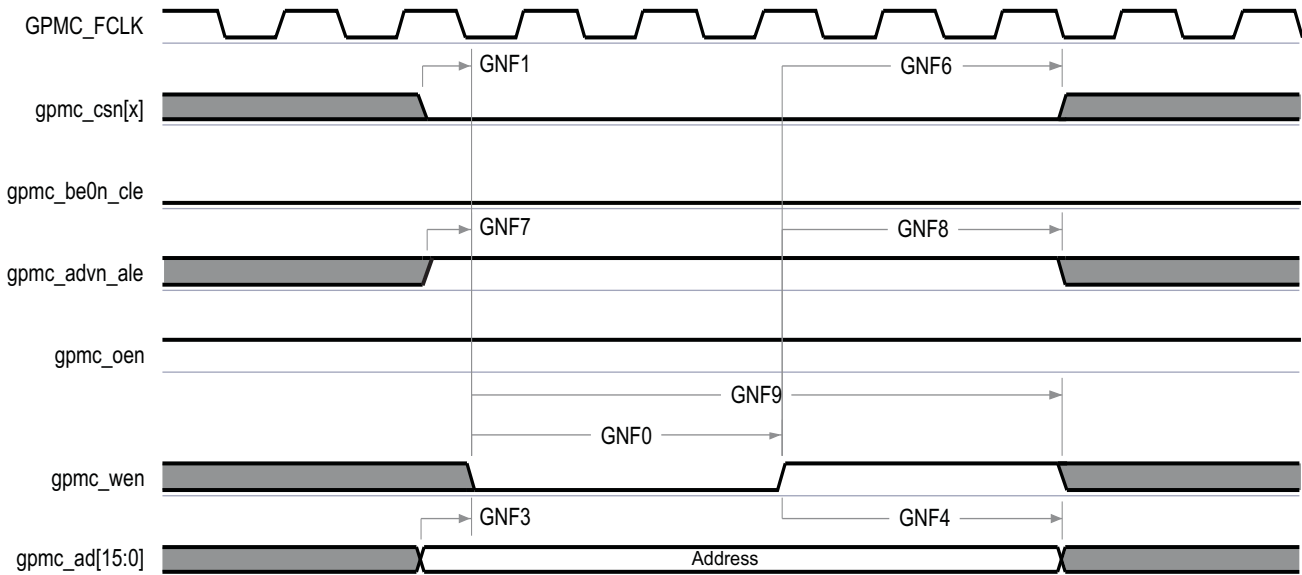 GPMC_FCLK
GNF1
GNF6
gpmc_csn[x]
gpmc_be0n_cle
GNF7
GNF8
gpmc_advn_ale
gpmc_oen
GNF9
GNF0
gpmc_wen
GNF3
GNF4
gpmc_ad[15:0]
Address